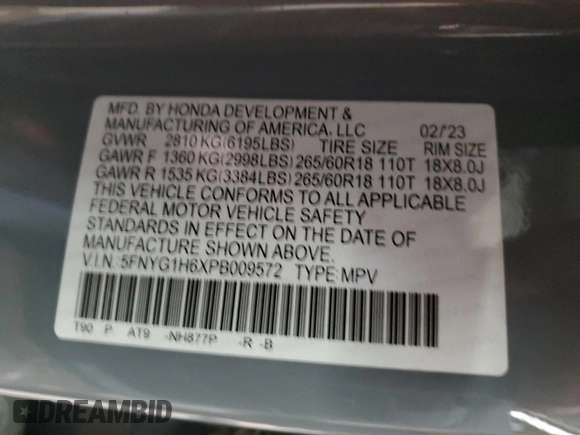 MFD. BY HONDA DEVELOPMENT &
MANUFACTURING OF AMERICA, LLC 02/'23
GVWR 2810 KG(6195LBS) TIRE SIZE RIM SIZE
GAWR F 1360 KG(2998LBS) 265/60R18 110T 18X8.0J
GAWR R 1535 KG(3384LBS) 265/60R18 110T 18X8.0J
THIS VEHICLE CONFORMS TO ALL APPLICABLE
FEDERAL MOTOR VEHICLE SAFETY
STANDARDS IN EFFECT ON THE DATE OF
MANUFACTURE SHOWN ABOVE.
V.I.N.:5FNYG1H6XPB009572 TYPE:MPV
T90 P AT9 -NH877P -R -B
DREAMBID